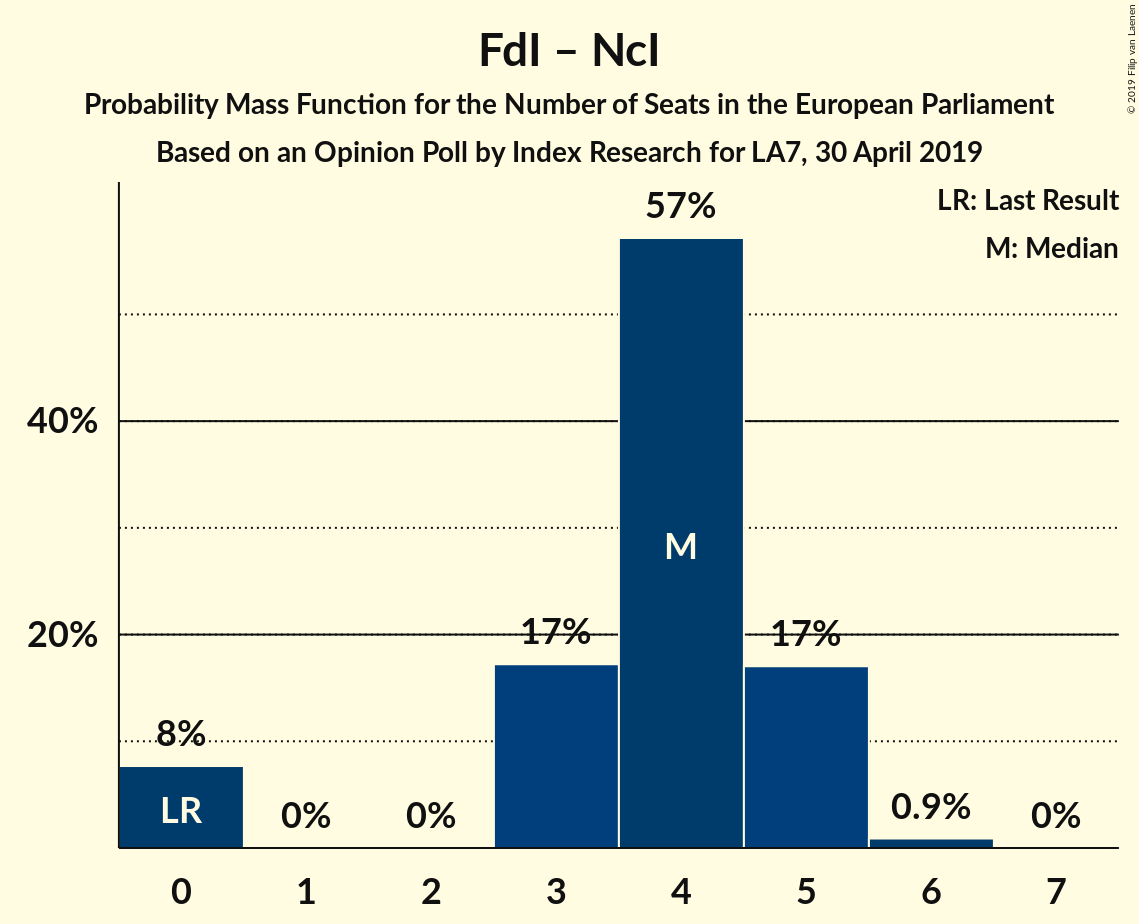 FdI – NcI
Probability Mass Function for the Number of Seats in the European Parliament
Based on an Opinion Poll by Index Research for LA7, 30 April 2019
© 2019 Filip van Laenen
LR: Last Result
M: Median
57%
40%
M
20%
17%
17%
8%
LR
0%
0%
0.9%
0%
0 1 2 3 4 5 6 7